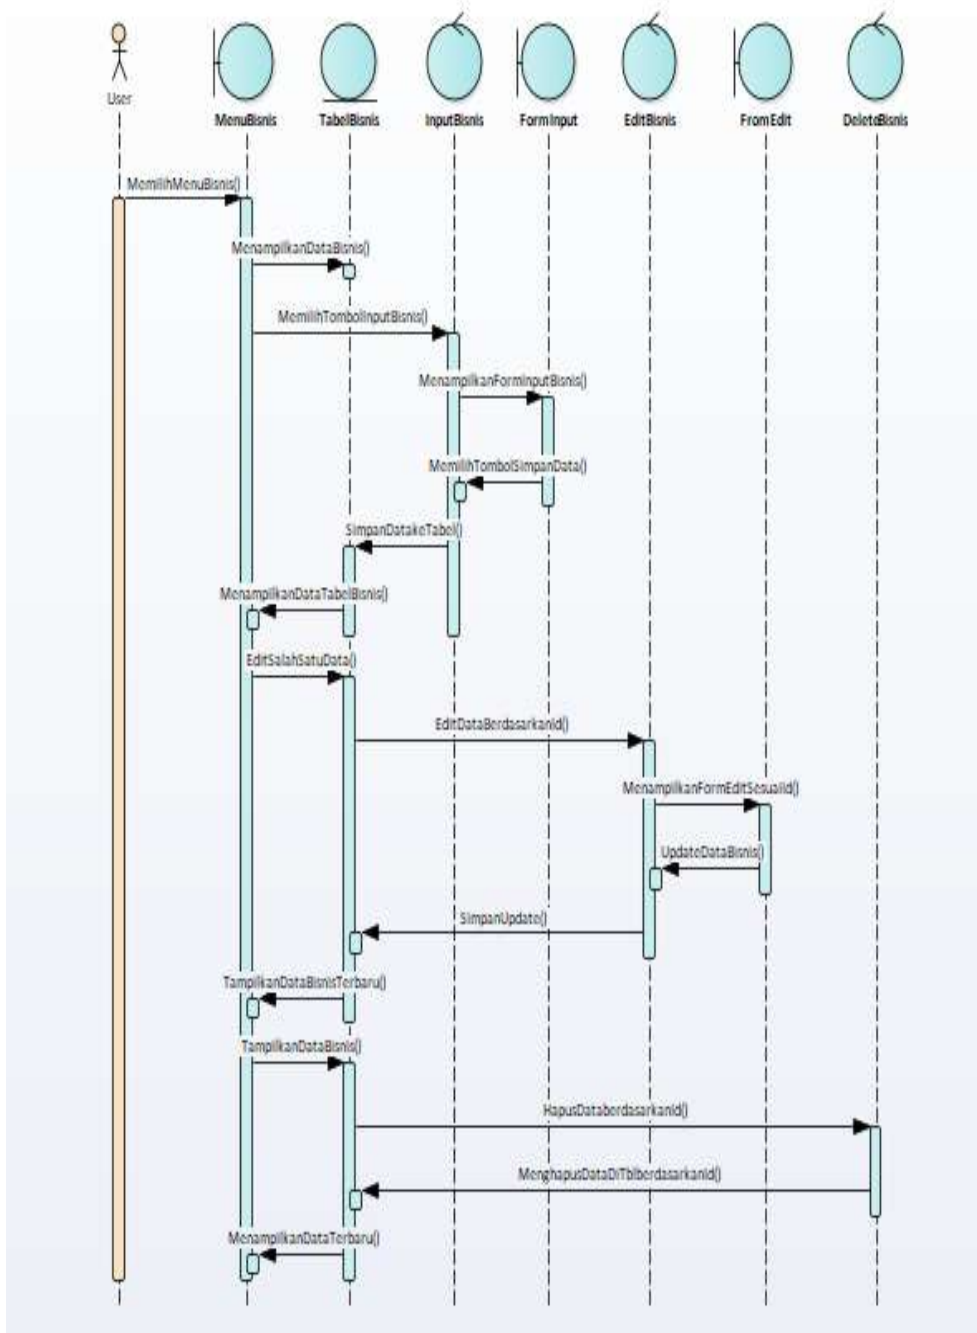 User
MenuBisnis
TabelBisnis
InputBisnis
FormInput
EditBisnis
FromEdit
DeleteBisnis
MemilihMenuBisnis()
MenampilkanDataBisnis()
MemilihTombolInputBisnis()
MenampilkanFormInputBisnis()
MemilihTombolSimpanData()
SimpanDatakeTabel()
MenampilkanDataTabelBisnis()
EditSalahSatuData()
EditDataBerdasarkanId()
MenampilkanFormEditSesuaiId()
UpdateDataBisnis()
SimpanUpdate()
TampilkanDataBisnisTerbaru()
TampilkanDataBisnis()
HapusDataberdasarkanId()
MenghapusDataDiTblberdasarkanId()
MenampilkanDataTerbaru()